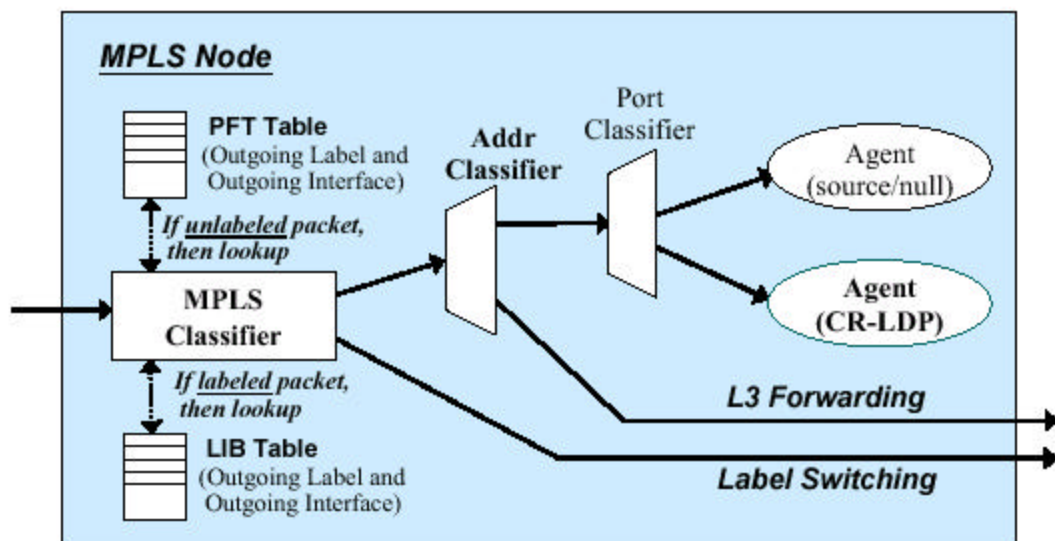 MPLS Node
PFT Table
(Outgoing Label and
Outgoing Interface)
If unlabeled packet,
then lookup
MPLS
Classifier
If labeled packet,
then lookup
LIB Table
(Outgoing Label and
Outgoing Interface)
Addr
Classifier
Port
Classifier
Agent
(source/null)
Agent
(CR-LDP)
L3 Forwarding
Label Switching